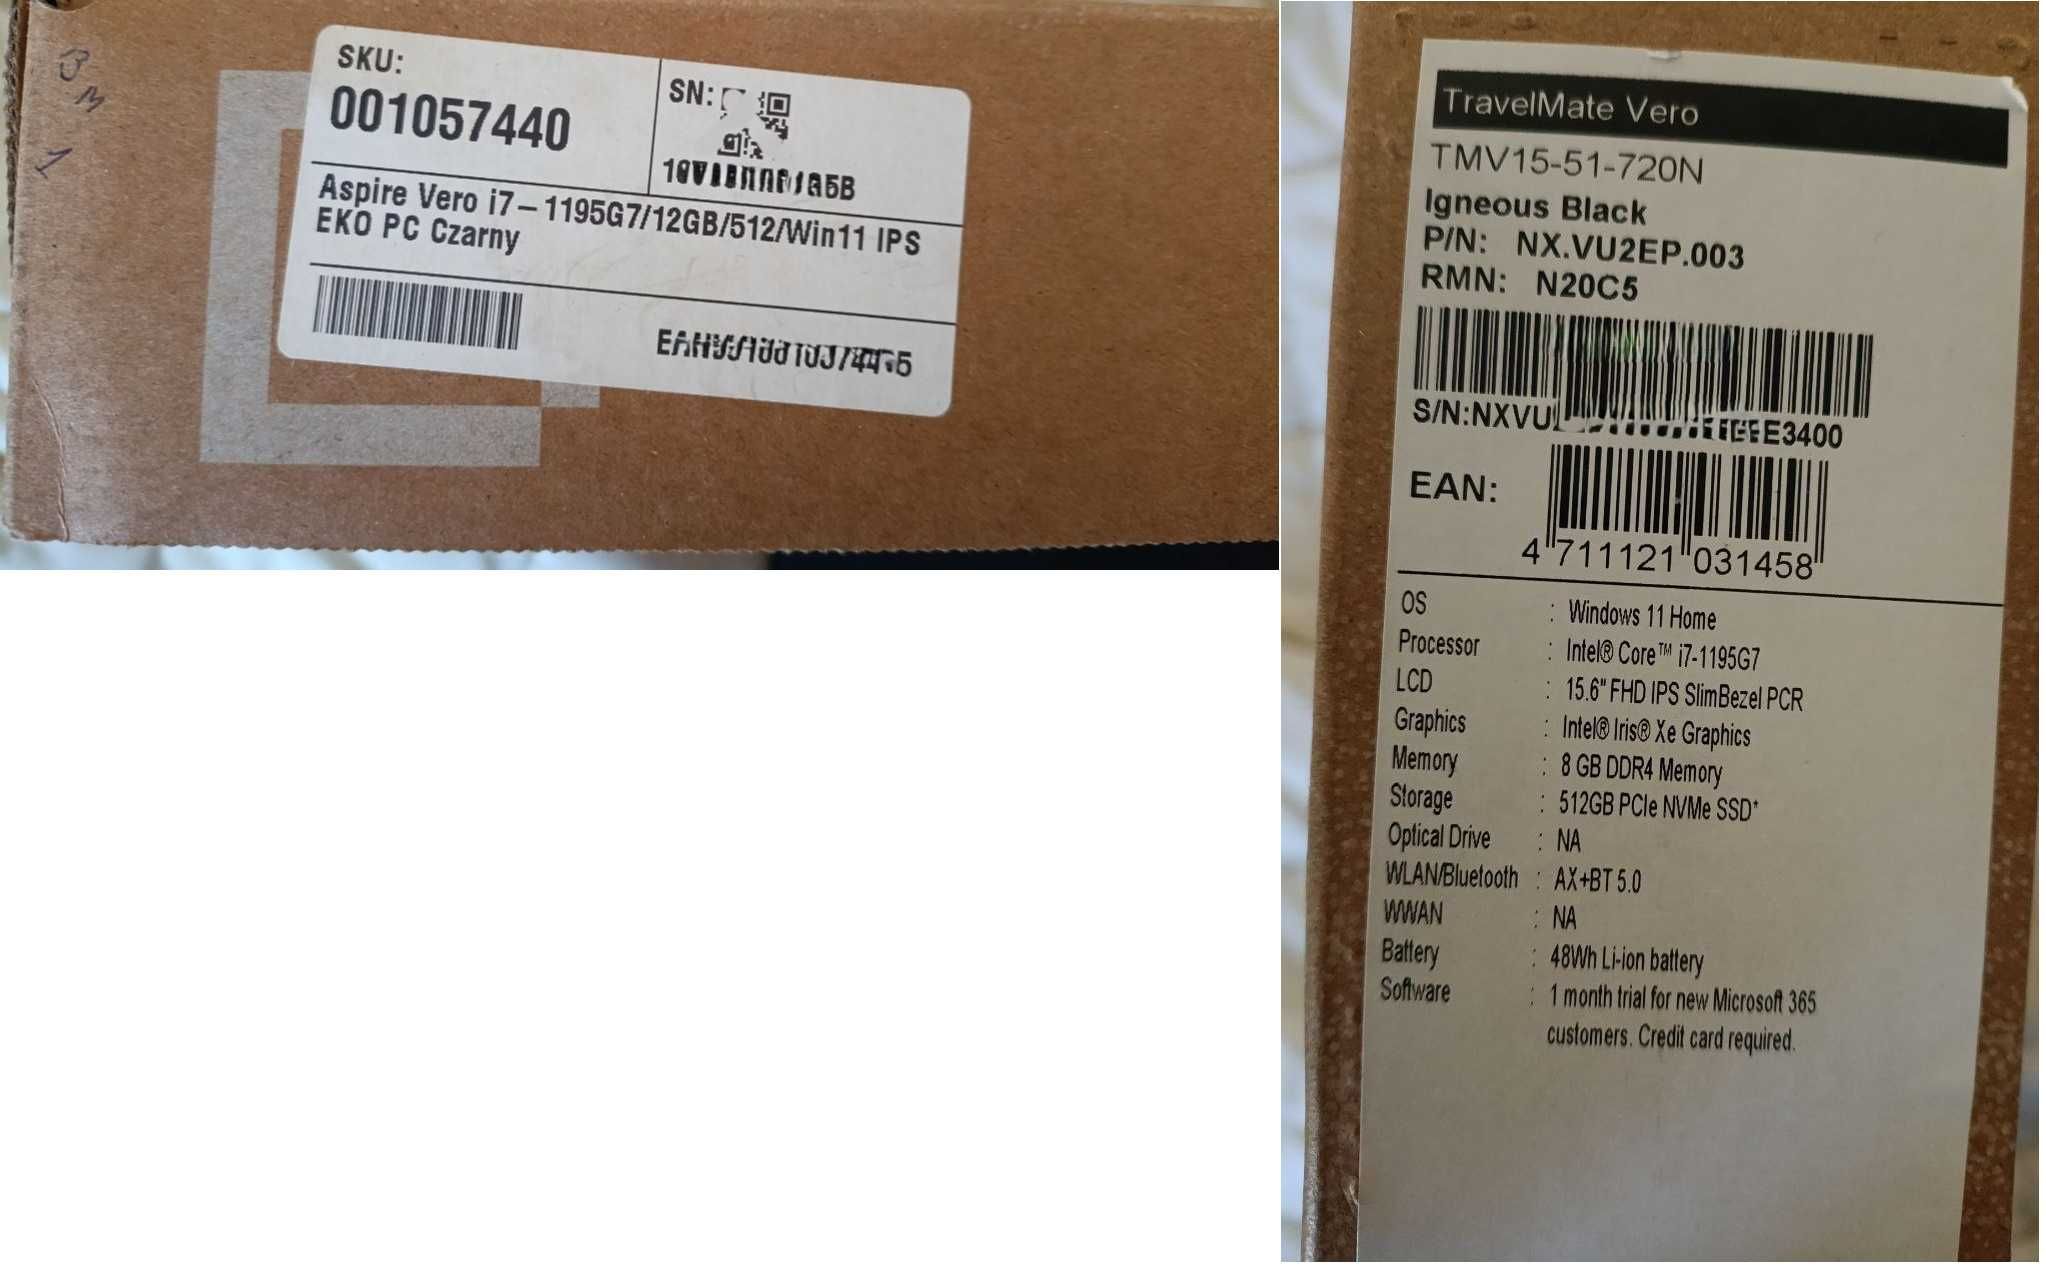 SKU:
001057440
SN:
Aspire Vero i7-1195G7/12GB/512/Win11 IPS
EKO PC Czarny
TravelMate Vero
TMV15-51-720N
Igneous Black
P/N: NX.VU2EP.003
RMN: N20C5
S/N:
EAN:
4 711121 031458
OS : Windows 11 Home
Processor : Intel® Core™ i7-1195G7
LCD : 15.6" FHD IPS SlimBezel PCR
Graphics : Intel® Iris® Xe Graphics
Memory : 8 GB DDR4 Memory
Storage : 512GB PCIe NVMe SSD*
Optical Drive : NA
WLAN/Bluetooth : AX+BT 5.0
WWAN : NA
Battery : 48Wh Li-ion battery
Software : 1 month trial for new Microsoft 365
customers. Credit card required.